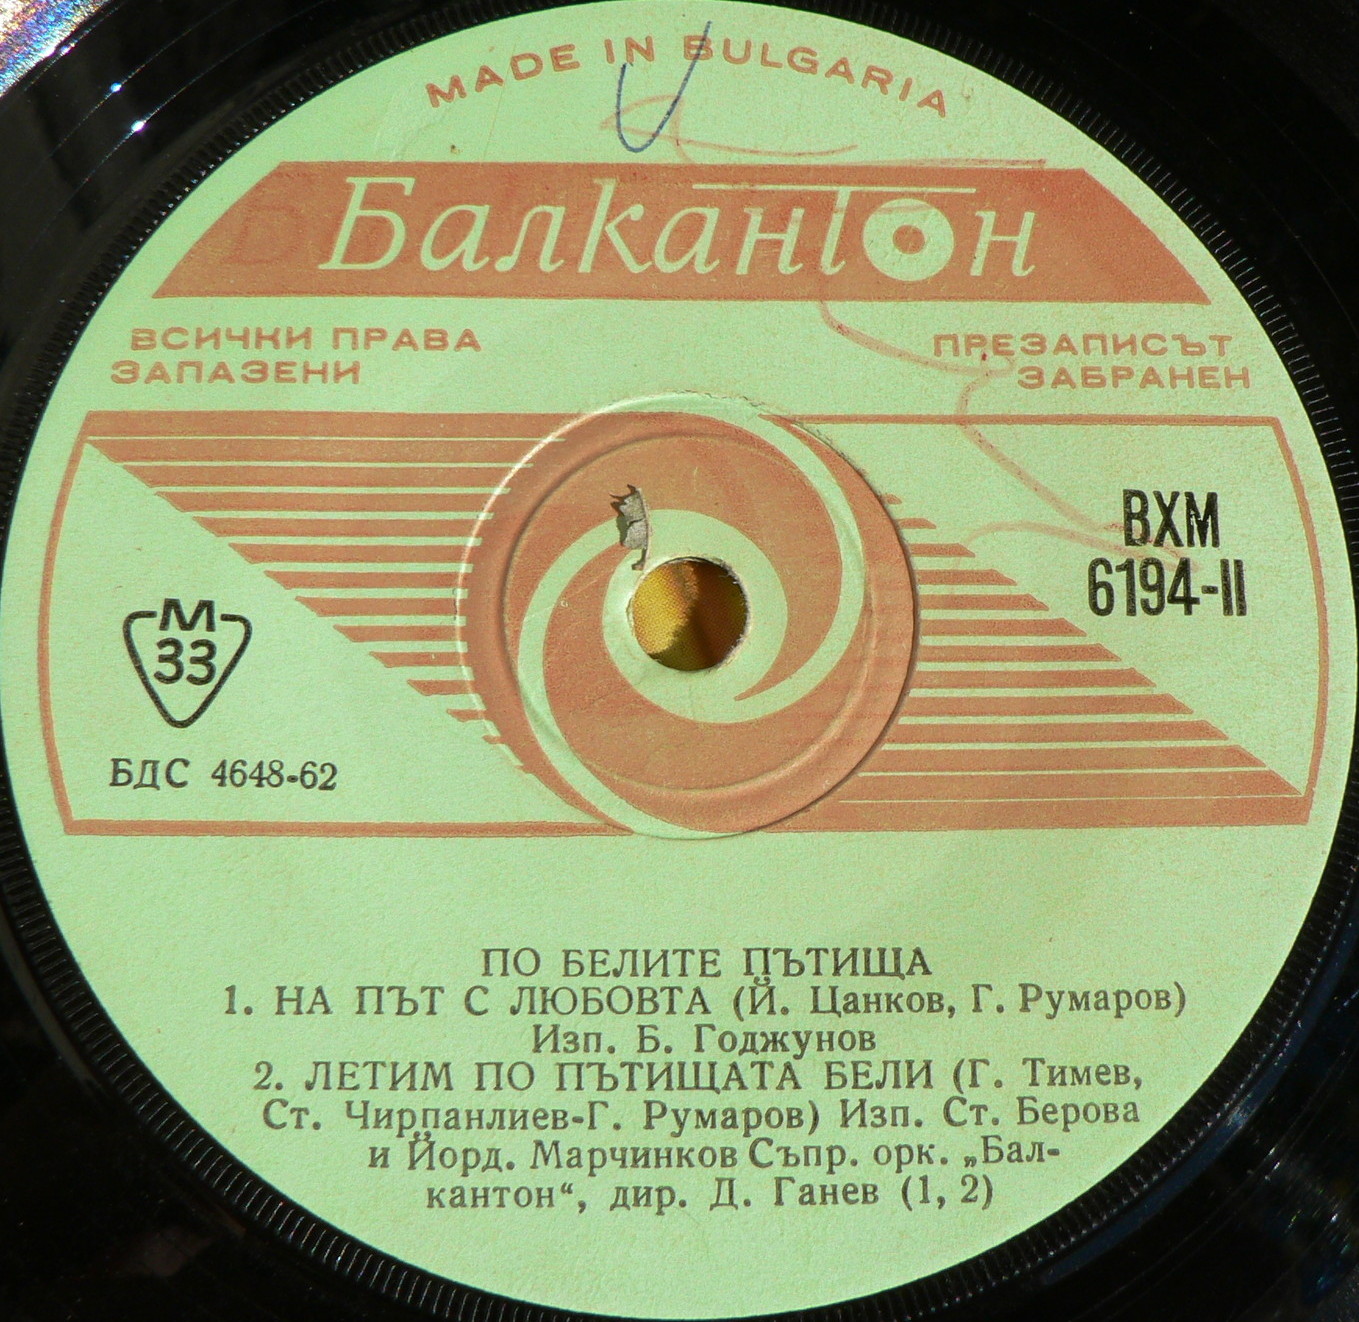 MADE IN BULGARIA
Балкантон
ВСИЧКИ ПРАВА
ЗАПАЗЕНИ
ПРЕЗАПИСЪТ
ЗАБРАНЕН
ВХМ
6194-II
М
33
БДС 4648-62
ПО БЕЛИТЕ ПЪТИЩА
1. НА ПЪТ С ЛЮБОВТА (Й. Цанков, Г. Румаров)
Изп. Б. Годжунов
2. ЛЕТИМ ПО ПЪТИЩАТА БЕЛИ (Г. Тимев,
Ст. Чирпанлиев-Г. Румаров) Изп. Ст. Берова
и Йорд. Марчинков Съпр. орк. „Бал-
кантон“, дир. Д. Ганев (1, 2)